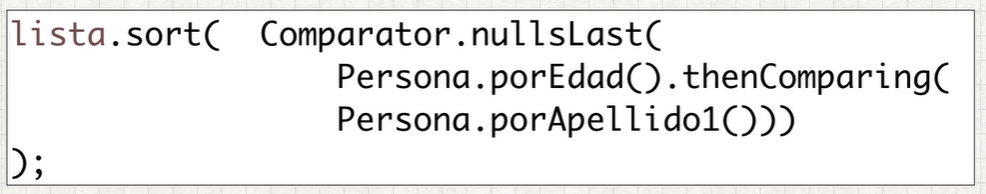 lista.sort(  Comparator.nullsLast(
Persona.porEdad().thenComparing(
Persona.porApellido1()))
);